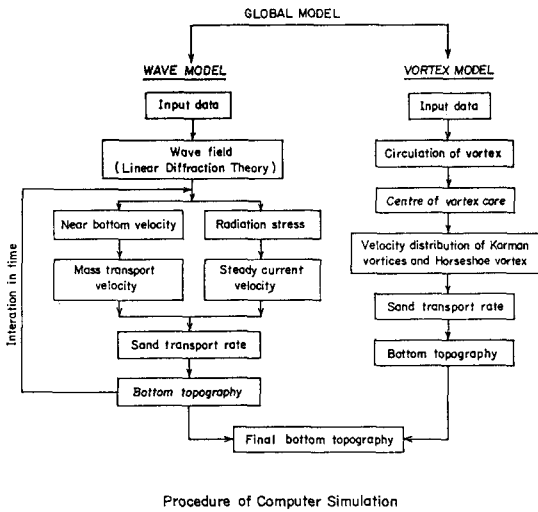 GLOBAL MODEL
WAVE MODEL
Input data
Wave field
(Linear Diffraction Theory)
Near bottom velocity
Radiation stress
Mass transport
velocity
Steady current
velocity
Sand transport rate
Bottom topography
Interation in time
VORTEX MODEL
Input data
Circulation of vortex
Centre of vortex core
Velocity distribution of Karman
vortices and Horseshoe vortex
Sand transport rate
Bottom topography
Final bottom topography
Procedure of Computer Simulation